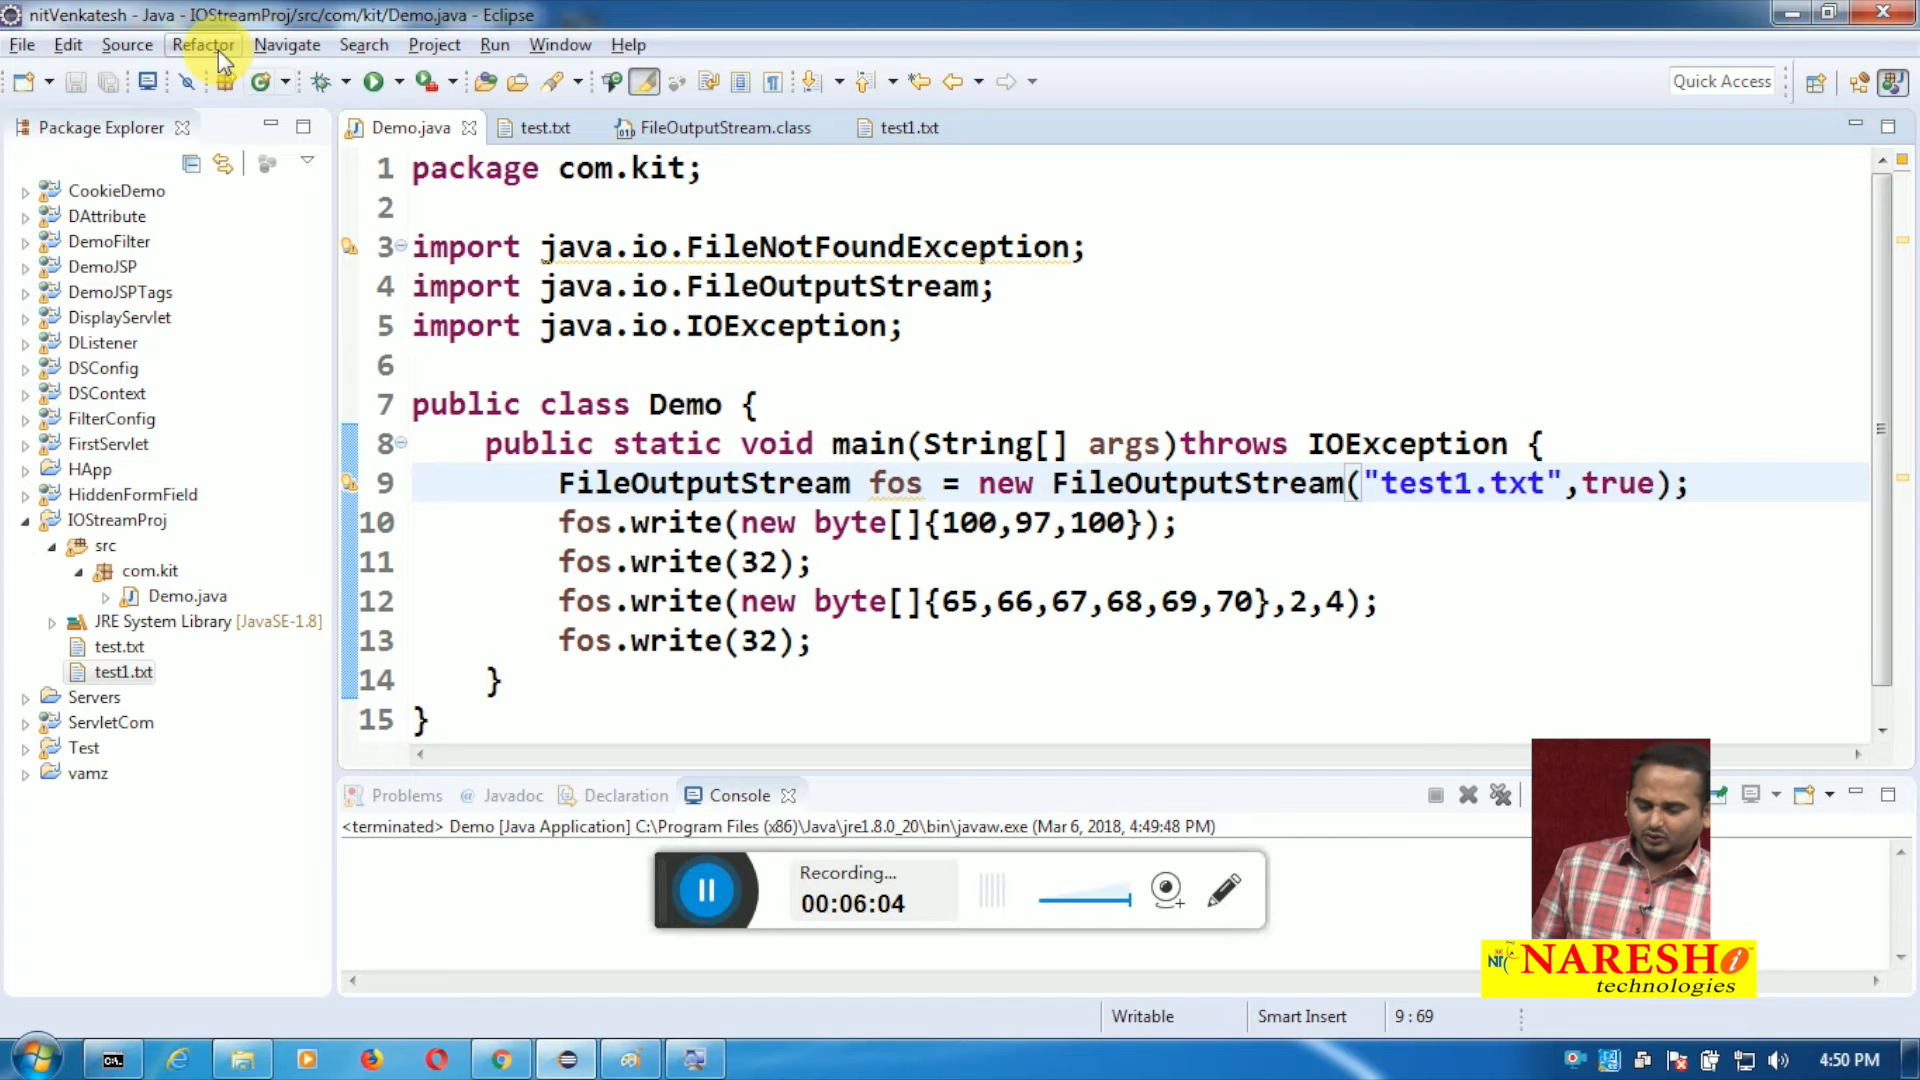 nitVenkatesh - Java - IOStreamProj/src/com/kit/Demo.java - Eclipse
File Edit Source Refactor Navigate Search Project Run Window Help
Quick Access
Package Explorer
CookieDemo
DAttribute
DemoFilter
DemoJSP
DemoJSPTags
DisplayServlet
DListener
DSConfig
DSContext
FilterConfig
FirstServlet
HApp
HiddenFormField
IOStreamProj
src
com.kit
Demo.java
JRE System Library [JavaSE-1.8]
test.txt
test1.txt
Servers
ServletCom
Test
vamz
Demo.java test.txt FileOutputStream.class test1.txt
1 package com.kit;
2
3 import java.io.FileNotFoundException;
4 import java.io.FileOutputStream;
5 import java.io.IOException;
6
7 public class Demo {
8 public static void main(String[] args)throws IOException {
9 FileOutputStream fos = new FileOutputStream("test1.txt",true);
10 fos.write(new byte[]{100,97,100});
11 fos.write(32);
12 fos.write(new byte[]{65,66,67,68,69,70},2,4);
13 fos.write(32);
14 }
15 }
Problems @ Javadoc Declaration Console
<terminated> Demo [Java Application] C:\Program Files (x86)\Java\jre1.8.0_20\bin\javaw.exe (Mar 6, 2018, 4:49:48 PM)
Recording...
00:06:04
NARESH i
technologies
Writable Smart Insert 9 : 69
4:50 PM